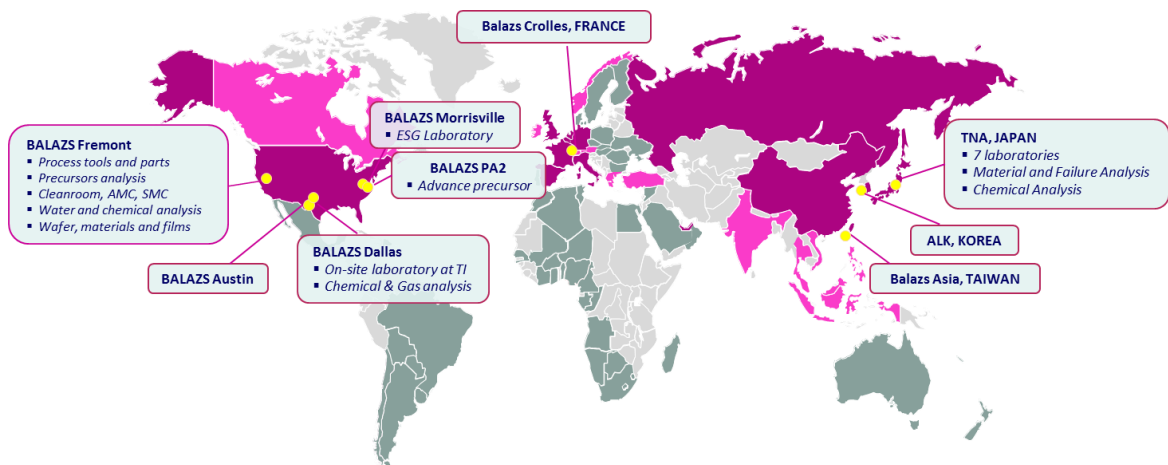 Balazs Crolles, FRANCE
BALAZS Morrisville
▪ ESG Laboratory
BALAZS Fremont
▪ Process tools and parts
▪ Precursors analysis
▪ Cleanroom, AMC, SMC
▪ Water and chemical analysis
▪ Wafer, materials and films
BALAZS PA2
▪ Advance precursor
TNA, JAPAN
▪ 7 laboratories
▪ Material and Failure Analysis
▪ Chemical Analysis
ALK, KOREA
BALAZS Dallas
▪ On-site laboratory at TI
▪ Chemical & Gas analysis
BALAZS Austin
Balazs Asia, TAIWAN